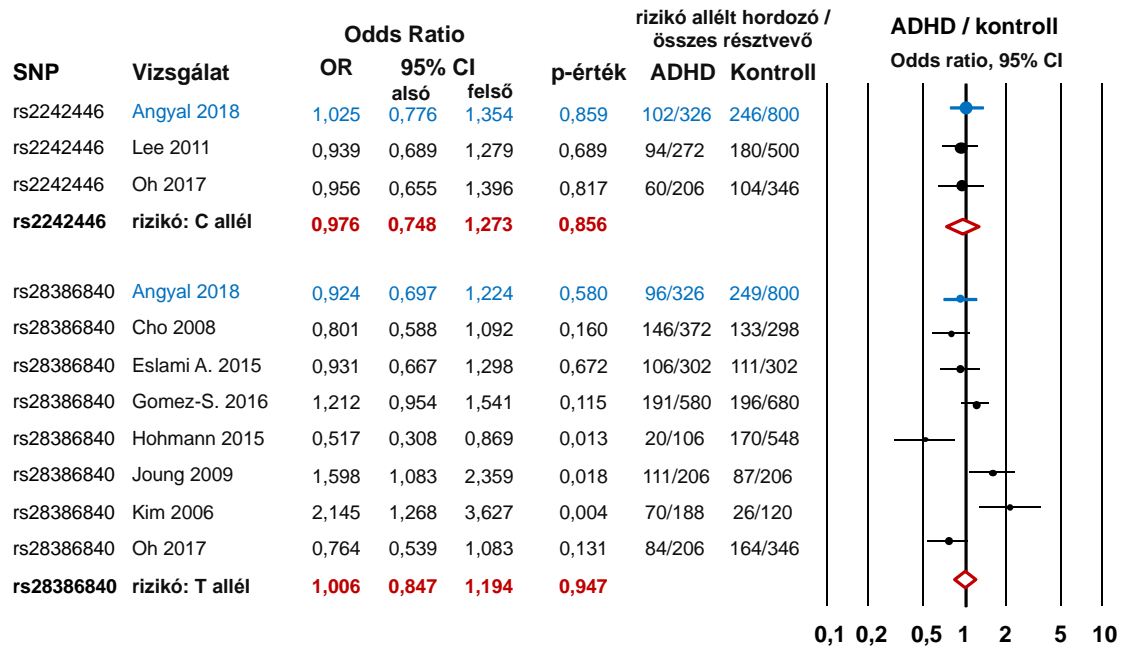 Odds Ratio
rizikó allélt hordozó /
összes résztvevő
ADHD / kontroll
Odds ratio, 95% CI
SNP Vizsgálat OR 95% CI p-érték ADHD Kontroll
alsó felső
rs2242446 Angyal 2018 1,025 0,776 1,354 0,859 102/326 246/800
rs2242446 Lee 2011 0,939 0,689 1,279 0,689 94/272 180/500
rs2242446 Oh 2017 0,956 0,655 1,396 0,817 60/206 104/346
rs2242446 rizikó: C allél 0,976 0,748 1,273 0,856
rs28386840 Angyal 2018 0,924 0,697 1,224 0,580 96/326 249/800
rs28386840 Cho 2008 0,801 0,588 1,092 0,160 146/372 133/298
rs28386840 Eslami A. 2015 0,931 0,667 1,298 0,672 106/302 111/302
rs28386840 Gomez-S. 2016 1,212 0,954 1,541 0,115 191/580 196/680
rs28386840 Hohmann 2015 0,517 0,308 0,869 0,013 20/106 170/548
rs28386840 Joung 2009 1,598 1,083 2,359 0,018 111/206 87/206
rs28386840 Kim 2006 2,145 1,268 3,627 0,004 70/188 26/120
rs28386840 Oh 2017 0,764 0,539 1,083 0,131 84/206 164/346
rs28386840 rizikó: T allél 1,006 0,847 1,194 0,947
0,1 0,2 0,5 1 2 5 10